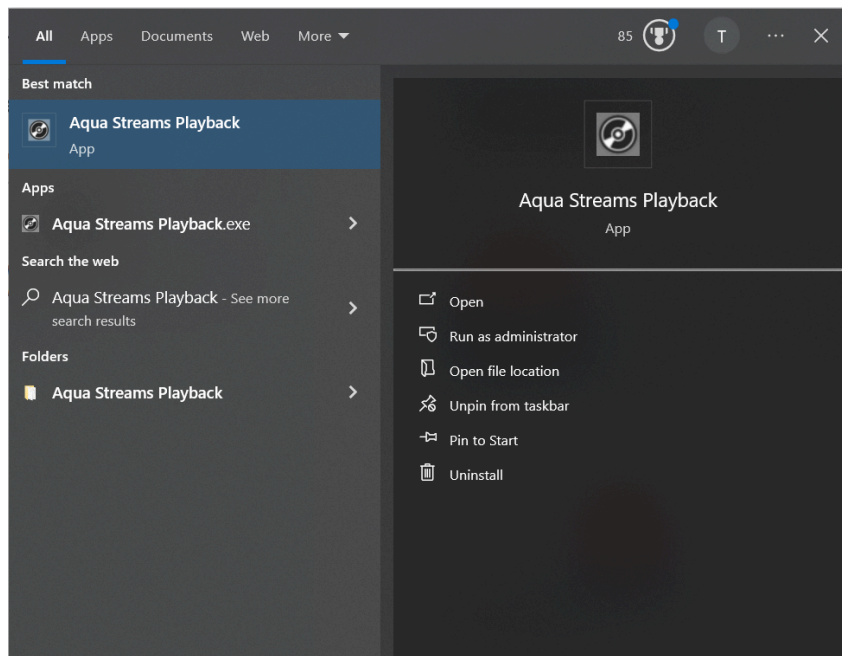 All Apps Documents Web More 85 T ...
Best match
Aqua Streams Playback
App
Apps
Aqua Streams Playback.exe
Search the web
Aqua Streams Playback - See more
search results
Folders
Aqua Streams Playback
Aqua Streams Playback
App
Open
Run as administrator
Open file location
Unpin from taskbar
Pin to Start
Uninstall